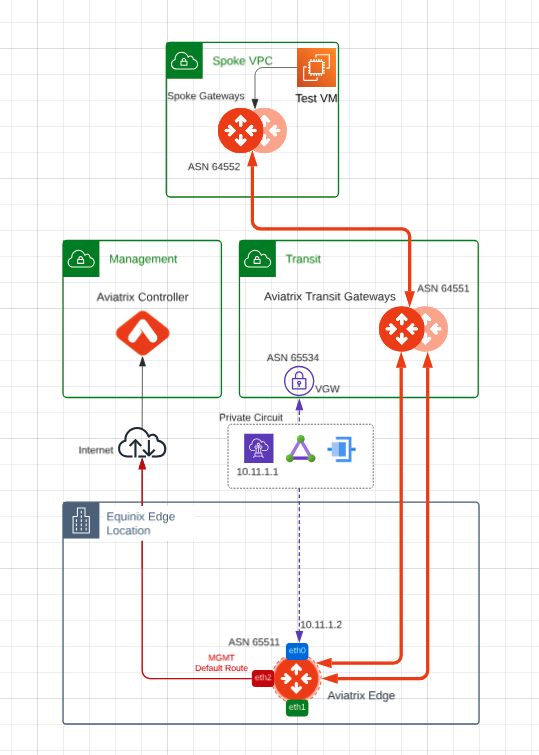 Spoke VPC
Spoke Gateways
Test VM
ASN 64552
Management
Transit
Aviatrix Controller
Aviatrix Transit Gateways
ASN 64551
ASN 65534
VGW
Private Circuit
Internet
10.11.1.1
Equinix Edge
Location
10.11.1.2
ASN 65511
eth0
MGMT
Default Route
eth2
Aviatrix Edge
eth1